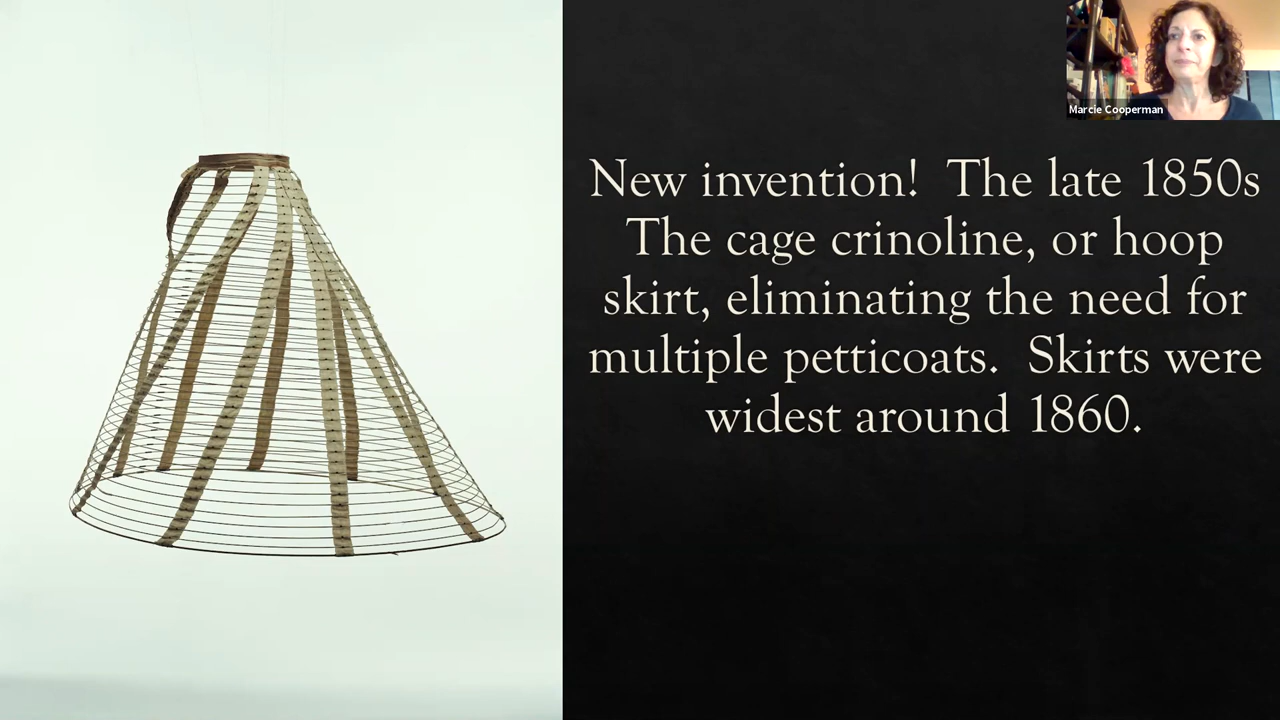 Marcie Cooperman
New invention!  The late 1850s
The cage crinoline, or hoop
skirt, eliminating the need for
multiple petticoats.  Skirts were
widest around 1860.